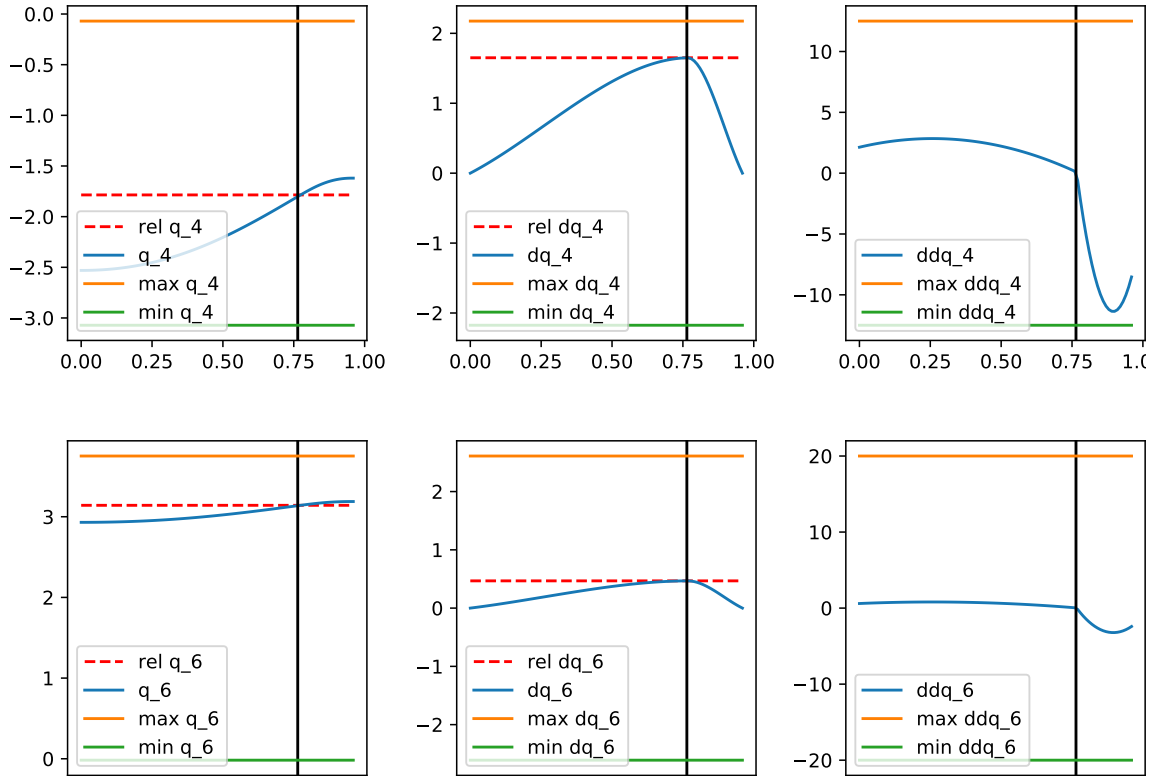 0.0
−0.5
−1.0
−1.5
−2.0
−2.5
−3.0
rel q_4
q_4
max q_4
min q_4
0.00 0.25 0.50 0.75 1.00
2
1
0
−1
−2
rel dq_4
dq_4
max dq_4
min dq_4
0.00 0.25 0.50 0.75 1.00
10
5
0
−5
−10
ddq_4
max ddq_4
min ddq_4
0.00 0.25 0.50 0.75 1.0
3
2
1
0
rel q_6
q_6
max q_6
min q_6
2
1
0
−1
−2
rel dq_6
dq_6
max dq_6
min dq_6
20
10
0
−10
−20
ddq_6
max ddq_6
min ddq_6